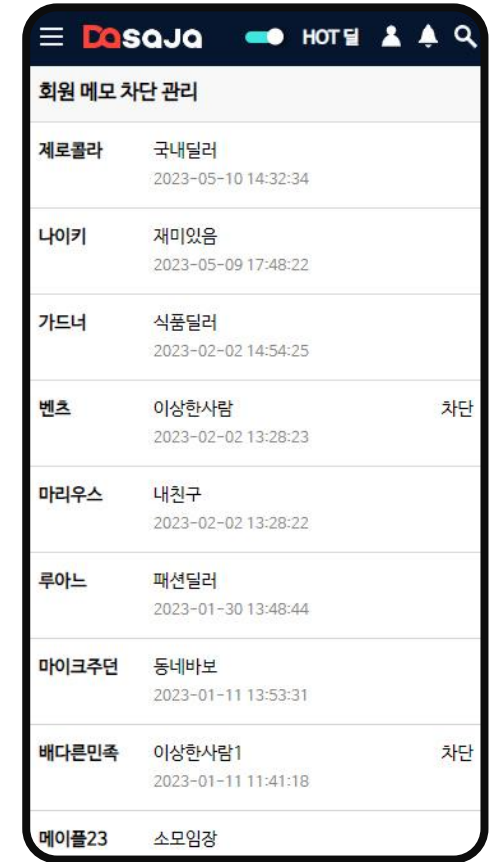 DasaJa HOT딜
회원 메모 차단 관리
제로콜라 국내딜러
2023-05-10 14:32:34
나이키 재미있음
2023-05-09 17:48:22
가드너 식품딜러
2023-02-02 14:54:25
벤츠 이상한사람 차단
2023-02-02 13:28:23
마리우스 내친구
2023-02-02 13:28:22
루아느 패션딜러
2023-01-30 13:48:44
마이크주던 동네바보
2023-01-11 13:53:31
배다른민족 이상한사람1 차단
2023-01-11 11:41:18
메이플23 소모임장